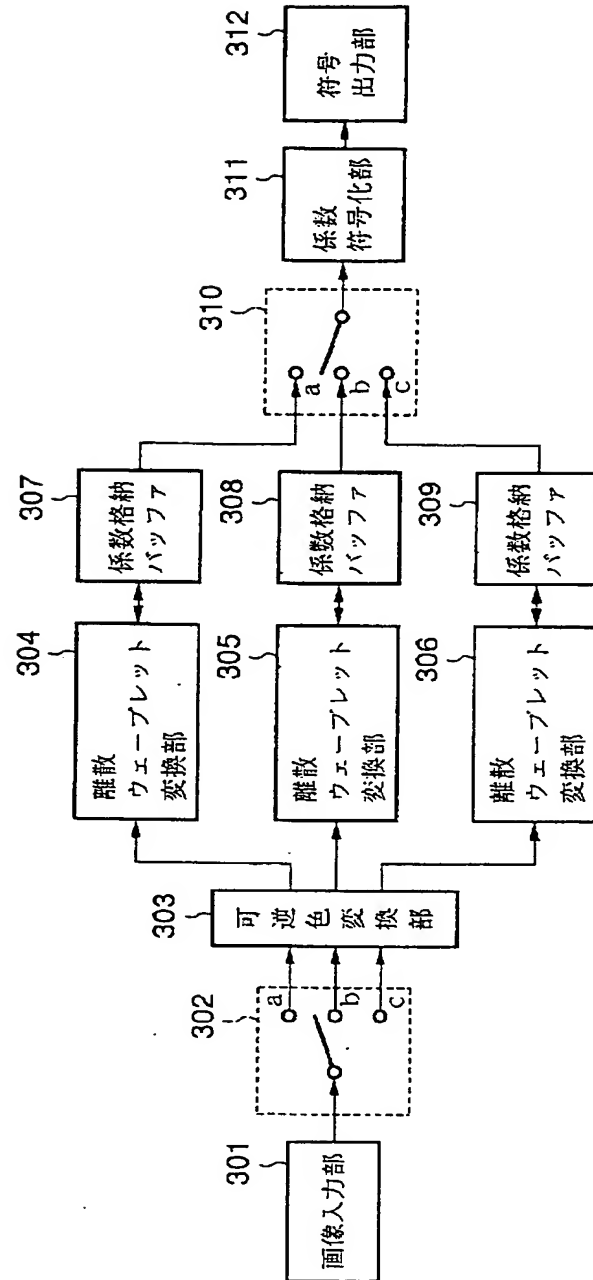 301
画像入力部
302
a
b
c
303
可逆色変換部
304
離散
ウェーブレット
変換部
305
離散
ウェーブレット
変換部
306
離散
ウェーブレット
変換部
307
係数格納
バッファ
308
係数格納
バッファ
309
係数格納
バッファ
310
a
b
c
311
係数
符号化部
312
符号
出力部